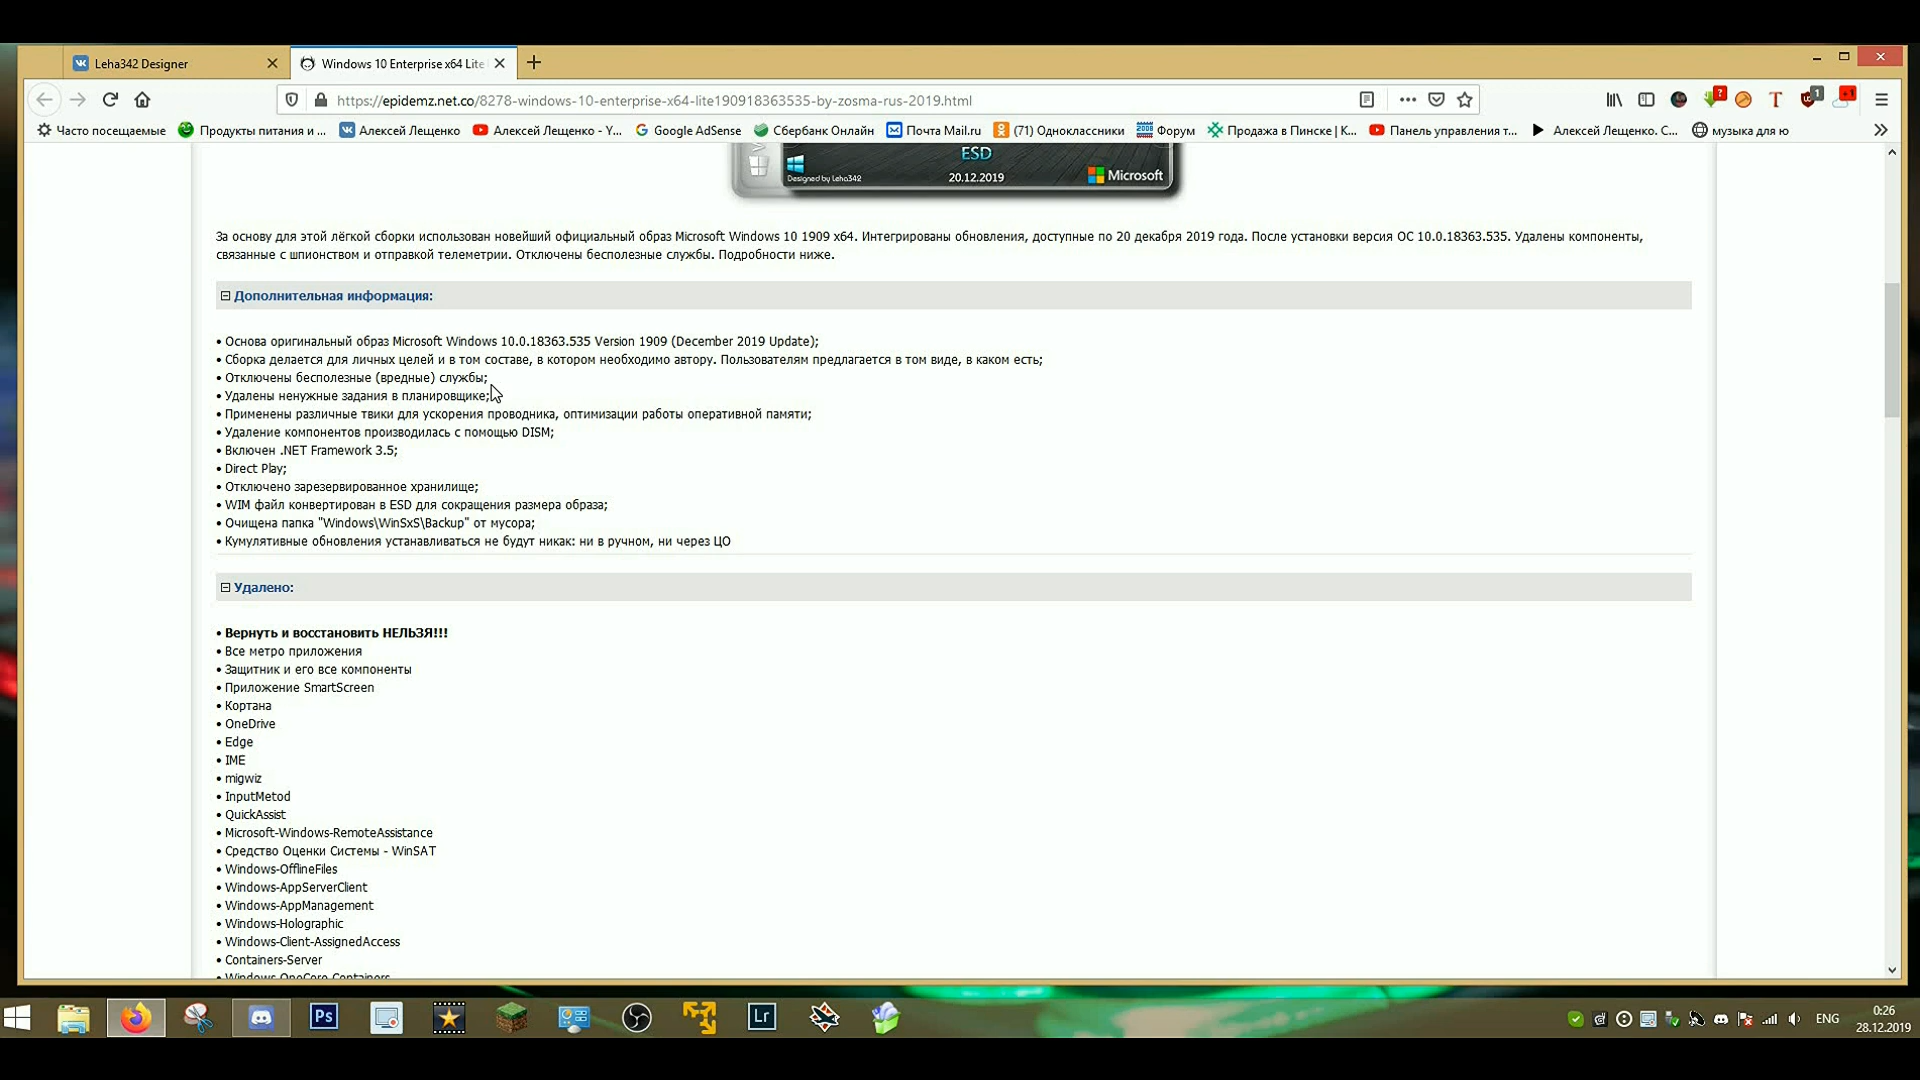 Leha342 Designer
Windows 10 Enterprise x64 Lite
https://epidemz.net.co/8278-windows-10-enterprise-x64-lite190918363535-by-zosma-rus-2019.html
Часто посещаемые
Продукты питания и ...
Алексей Лещенко
Алексей Лещенко - Y...
Google AdSense
Сбербанк Онлайн
Почта Mail.ru
(71) Одноклассники
Форум
Продажа в Пинске | К...
Панель управления т...
Алексей Лещенко. С...
музыка для ю
ESD
Designed by Leha342
20.12.2019
Microsoft
За основу для этой лёгкой сборки использован новейший официальный образ Microsoft Windows 10 1909 x64. Интегрированы обновления, доступные по 20 декабря 2019 года. После установки версия ОС 10.0.18363.535. Удалены компоненты,
связанные с шпионством и отправкой телеметрии. Отключены бесполезные службы. Подробности ниже.
Дополнительная информация:
• Основа оригинальный образ Microsoft Windows 10.0.18363.535 Version 1909 (December 2019 Update);
• Сборка делается для личных целей и в том составе, в котором необходимо автору. Пользователям предлагается в том виде, в каком есть;
• Отключены бесполезные (вредные) службы;
• Удалены ненужные задания в планировщике;
• Применены различные твики для ускорения проводника, оптимизации работы оперативной памяти;
• Удаление компонентов производилась с помощью DISM;
• Включен .NET Framework 3.5;
• Direct Play;
• Отключено зарезервированное хранилище;
• WIM файл конвертирован в ESD для сокращения размера образа;
• Очищена папка "Windows\WinSxS\Backup" от мусора;
• Кумулятивные обновления устанавливаться не будут никак: ни в ручном, ни через ЦО
Удалено:
• Вернуть и восстановить НЕЛЬЗЯ!!!
• Все метро приложения
• Защитник и его все компоненты
• Приложение SmartScreen
• Кортана
• OneDrive
• Edge
• IME
• migwiz
• InputMetod
• QuickAssist
• Microsoft-Windows-RemoteAssistance
• Средство Оценки Системы - WinSAT
• Windows-OfflineFiles
• Windows-AppServerClient
• Windows-AppManagement
• Windows-Holographic
• Windows-Client-AssignedAccess
• Containers-Server
• Windows-OneCore-Containers
Ps
Lr
ENG
0:26
28.12.2019